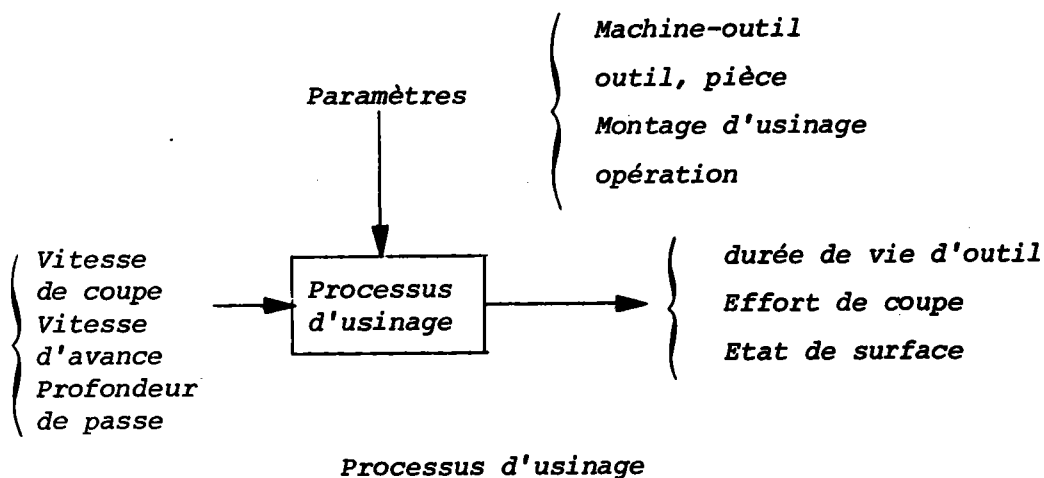 Machine-outil
outil, pièce
Montage d'usinage
opération
Paramètres
Vitesse
de coupe
Vitesse
d'avance
Profondeur
de passe
Processus
d'usinage
durée de vie d'outil
Effort de coupe
Etat de surface
Processus d'usinage